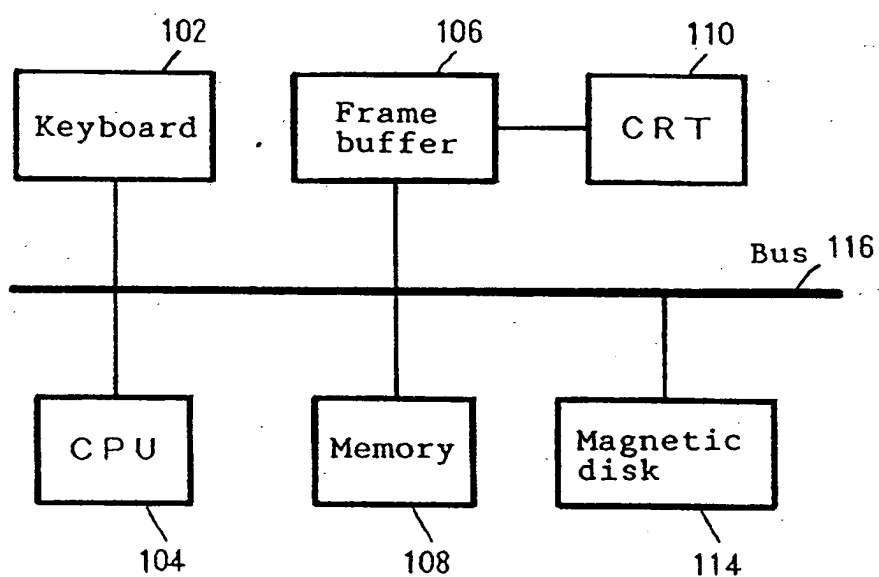 102
106
110
Keyboard
Frame
buffer
CRT
Bus 116
CPU
Memory
Magnetic
disk
104
108
114